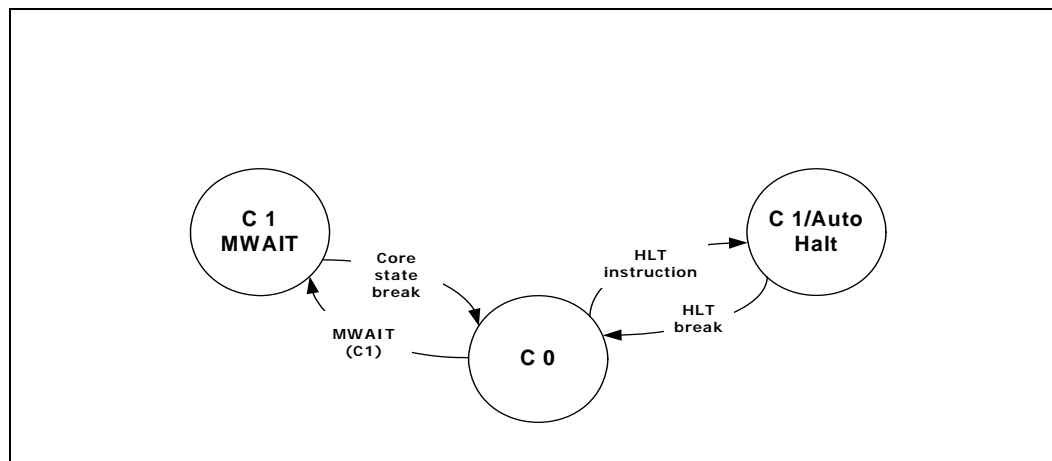 C 1
MWAIT
C 1/Auto
Halt
Core
state
break
HLT
instruction
MWAIT
(C1)
HLT
break
C 0